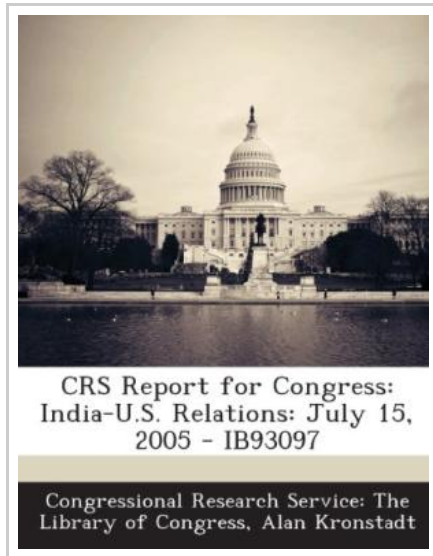 CRS Report for Congress:
India-U.S. Relations: July 15,
2005 - IB93097
Congressional Research Service: The
Library of Congress, Alan Kronstadt